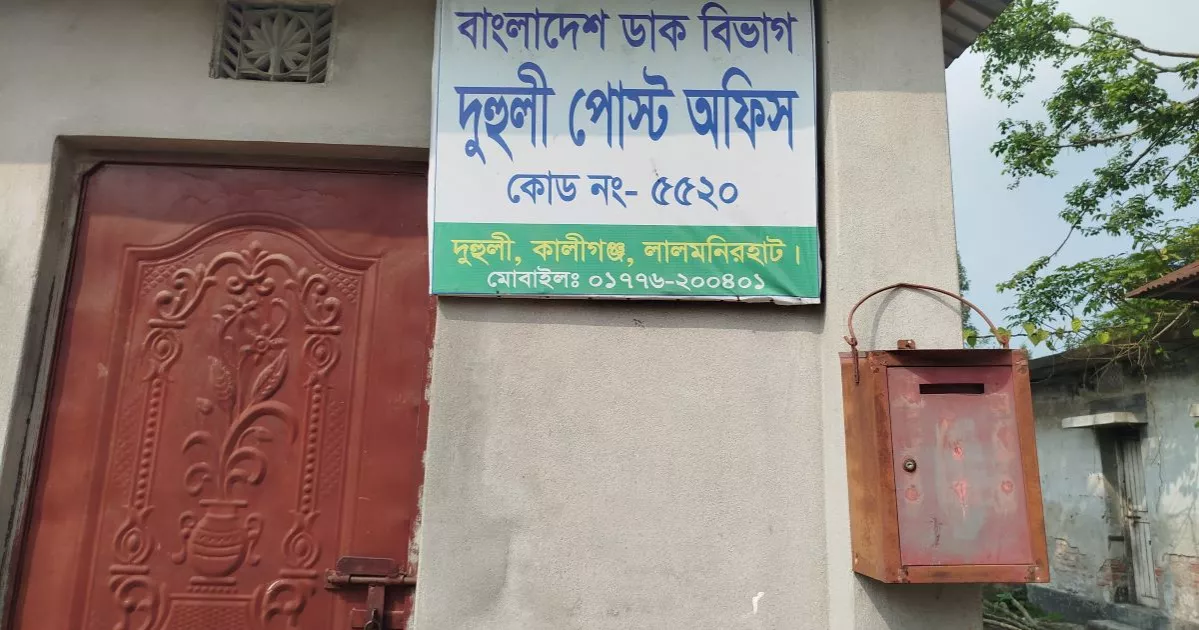 বাংলাদেশ ডাক বিভাগ
দুহুলী পোস্ট অফিস
কোড নং- ৫৫২০
দুহুলী, কালীগঞ্জ, লালমনিরহাট।
মোবাইলঃ ০১৭৭৬-২০০৪০১